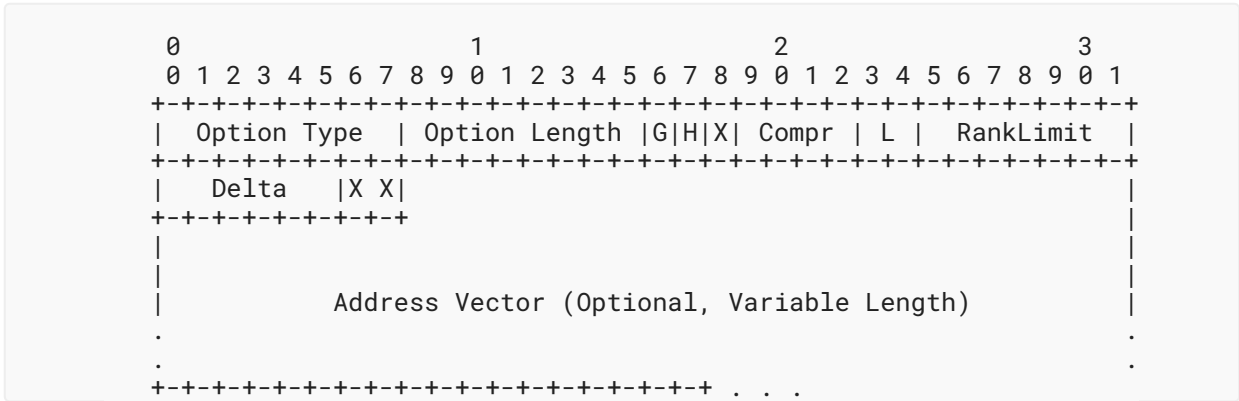 0                   1                   2                   3
 0 1 2 3 4 5 6 7 8 9 0 1 2 3 4 5 6 7 8 9 0 1 2 3 4 5 6 7 8 9 0 1
+-+-+-+-+-+-+-+-+-+-+-+-+-+-+-+-+-+-+-+-+-+-+-+-+-+-+-+-+-+-+-+-+
|  Option Type  | Option Length |G|H|X| Compr | L |  RankLimit  |
+-+-+-+-+-+-+-+-+-+-+-+-+-+-+-+-+-+-+-+-+-+-+-+-+-+-+-+-+-+-+-+-+
|   Delta   |X X|                                               |
+-+-+-+-+-+-+-+-+                                               |
|                                                               |
|                                                               |
|           Address Vector (Optional, Variable Length)          |
.                                                               .
.                                                               .
+-+-+-+-+-+-+-+-+-+-+-+-+-+-+-+-+-+-+ . . .